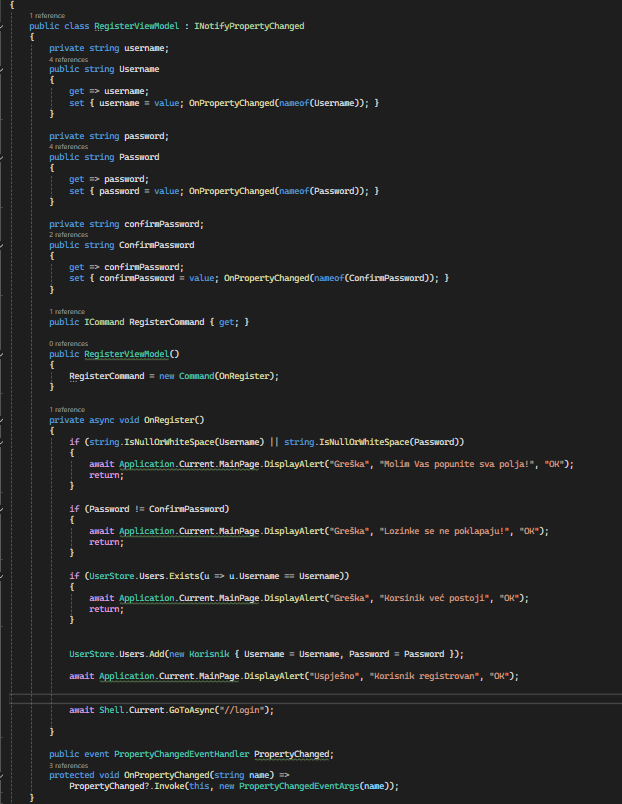 {
1 reference
public class RegisterViewModel : INotifyPropertyChanged
{
private string username;
4 references
public string Username
{
get => username;
set { username = value; OnPropertyChanged(nameof(Username)); }
}
private string password;
4 references
public string Password
{
get => password;
set { password = value; OnPropertyChanged(nameof(Password)); }
}
private string confirmPassword;
2 references
public string ConfirmPassword
{
get => confirmPassword;
set { confirmPassword = value; OnPropertyChanged(nameof(ConfirmPassword)); }
}
1 reference
public ICommand RegisterCommand { get; }
0 references
public RegisterViewModel()
{
RegisterCommand = new Command(OnRegister);
}
1 reference
private async void OnRegister()
{
if (string.IsNullOrWhiteSpace(Username) || string.IsNullOrWhiteSpace(Password))
{
await Application.Current.MainPage.DisplayAlert("Greška", "Molim Vas popunite sva polja!", "OK");
return;
}
if (Password != ConfirmPassword)
{
await Application.Current.MainPage.DisplayAlert("Greška", "Lozinke se ne poklapaju!", "OK");
return;
}
if (UserStore.Users.Exists(u => u.Username == Username))
{
await Application.Current.MainPage.DisplayAlert("Greška", "Korsinik već postoji", "OK");
return;
}
UserStore.Users.Add(new Korisnik { Username = Username, Password = Password });
await Application.Current.MainPage.DisplayAlert("Uspješno", "Korisnik registrovan", "OK");
await Shell.Current.GoToAsync("//login");
}
public event PropertyChangedEventHandler PropertyChanged;
3 references
protected void OnPropertyChanged(string name) =>
PropertyChanged?.Invoke(this, new PropertyChangedEventArgs(name));
}